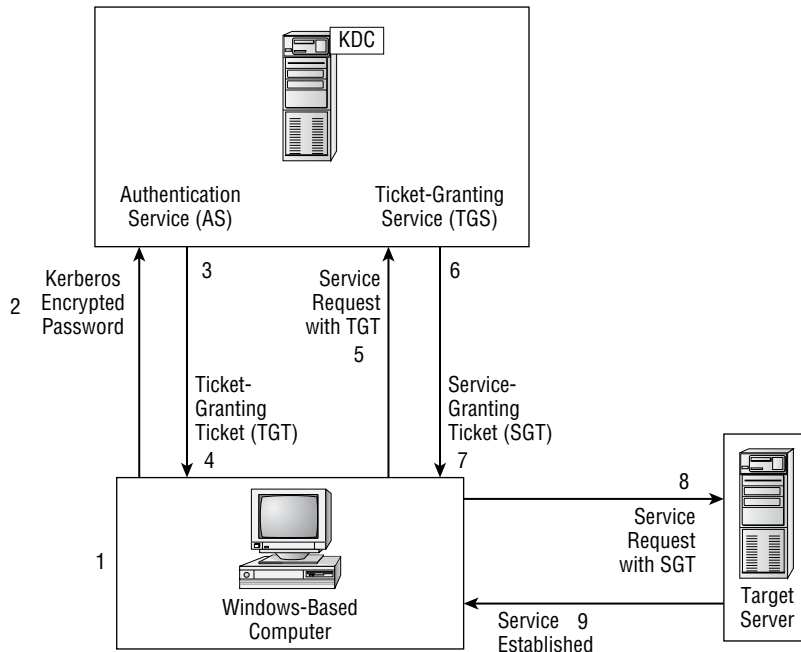 KDC
Authentication
Service (AS)
Ticket-Granting
Service (TGS)
2
Kerberos
Encrypted
Password
3
Service
Request
with TGT
5
6
Ticket-
Granting
Ticket (TGT)
4
Service-
Granting
Ticket (SGT)
7
1
Windows-Based
Computer
8
Service
Request
with SGT
Target
Server
Service 9
Established